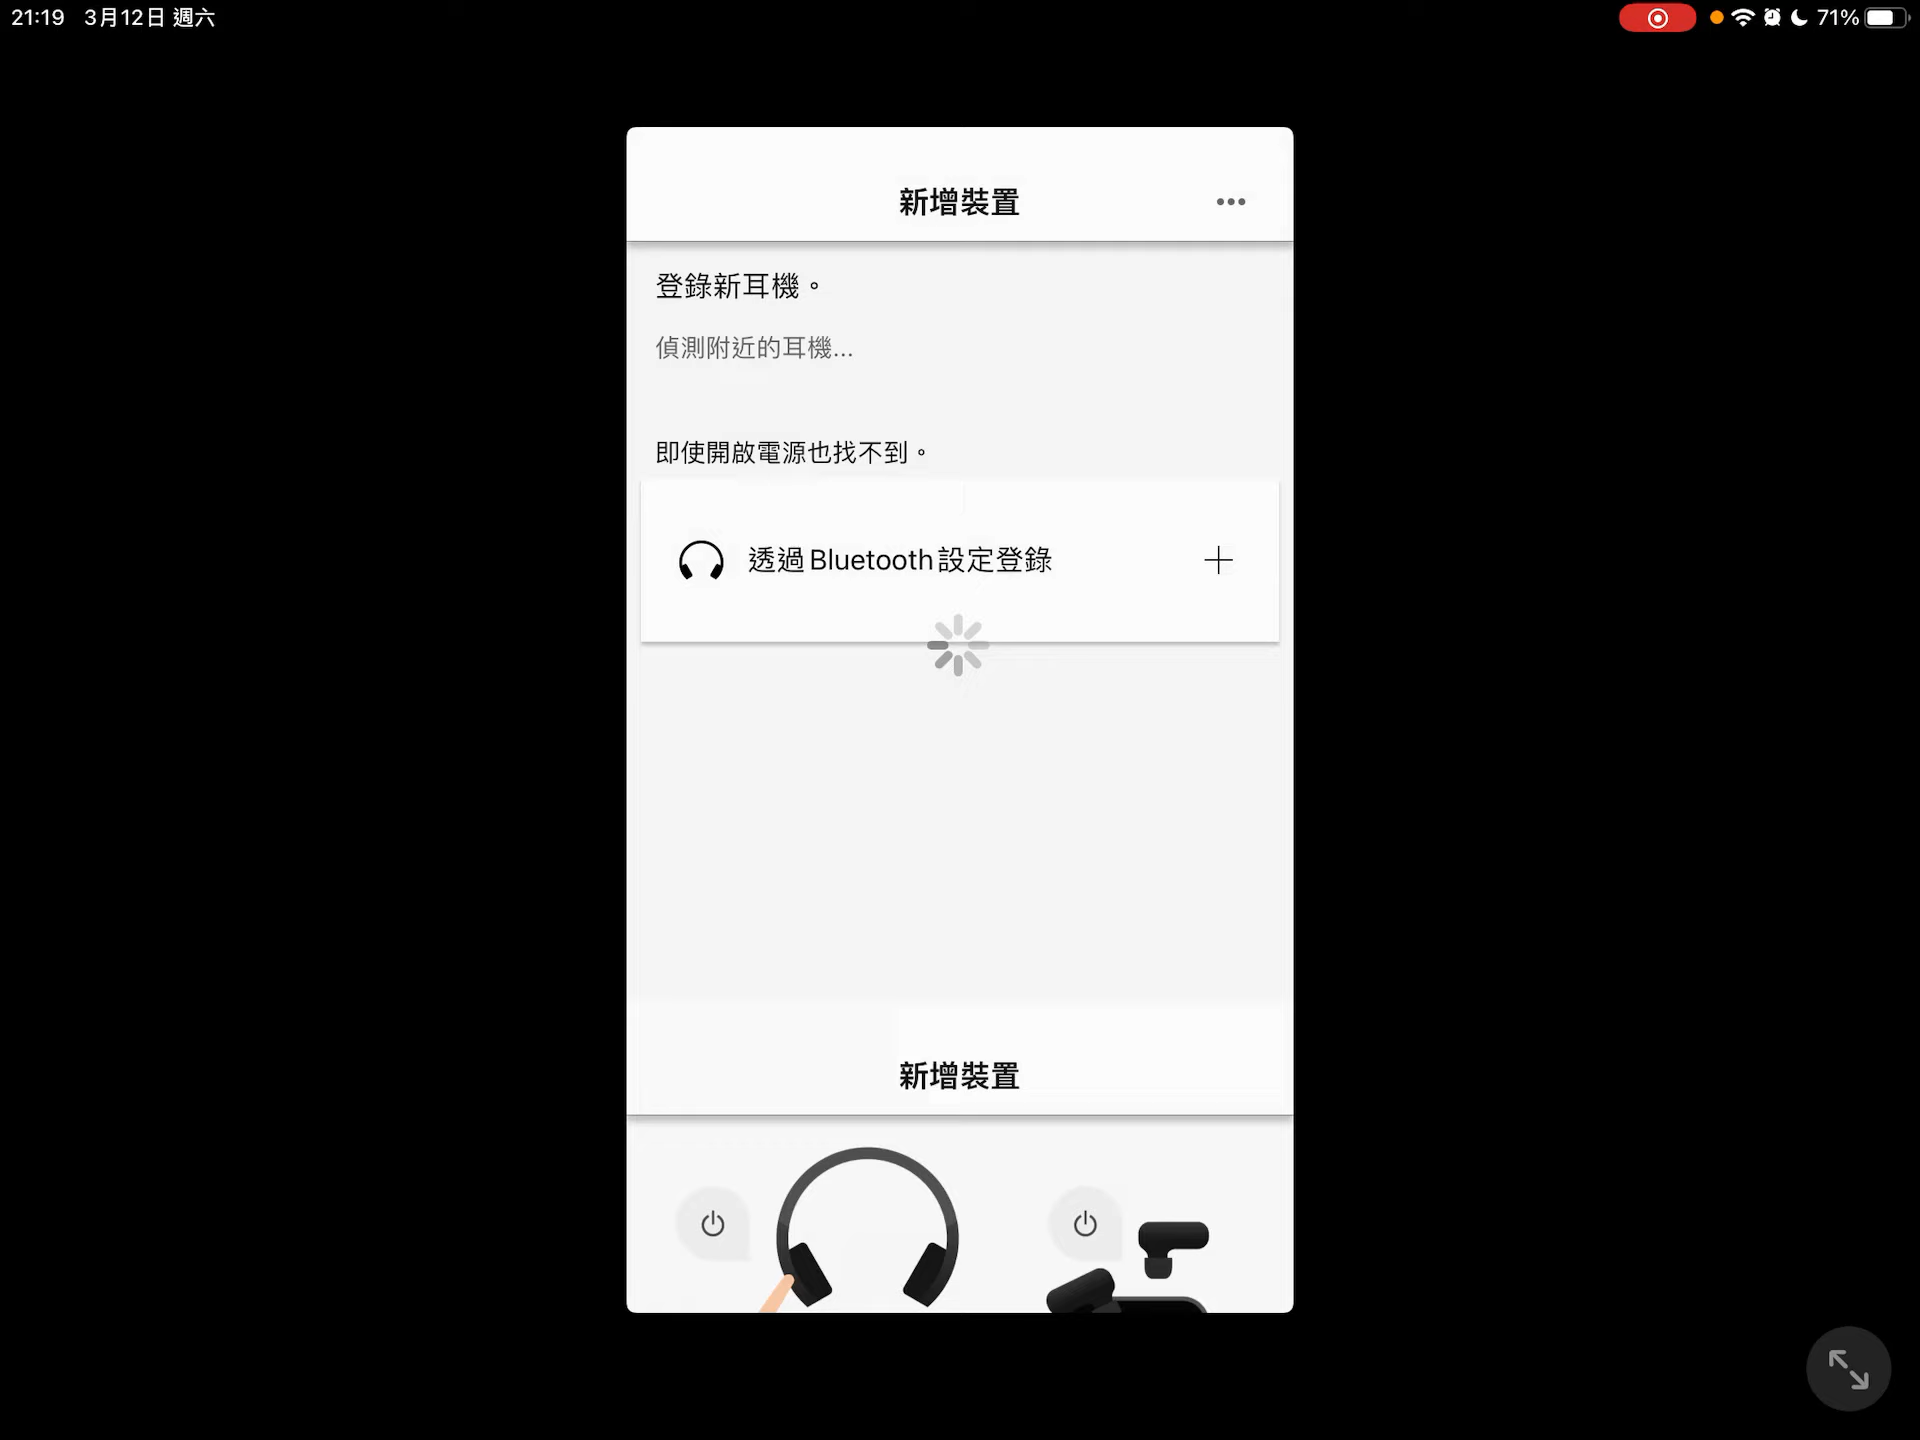 21:19 3月12日 週六
71%
新增裝置
登錄新耳機。
偵測附近的耳機...
即使開啟電源也找不到。
透過Bluetooth設定登錄
新增裝置